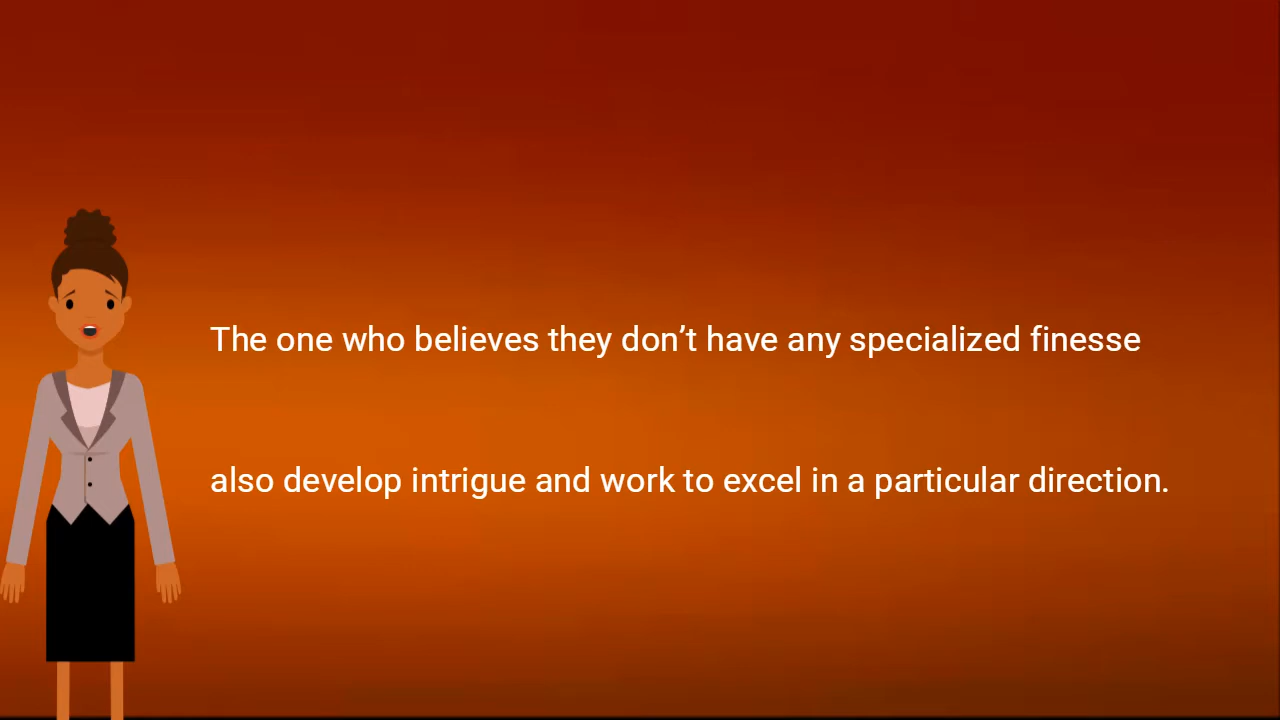 The one who believes they don’t have any specialized finesse
also develop intrigue and work to excel in a particular direction.